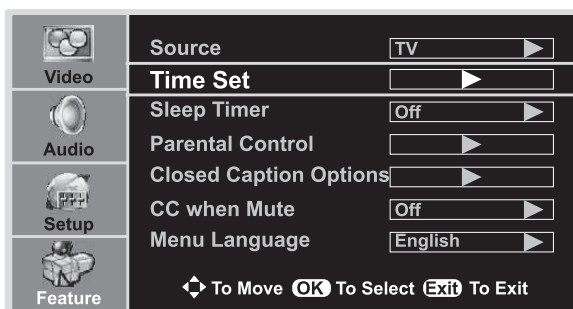 Video
Audio
Setup
Feature
Source TV
Time Set
Sleep Timer Off
Parental Control
Closed Caption Options
CC when Mute Off
Menu Language English
To Move OK To Select Exit To Exit